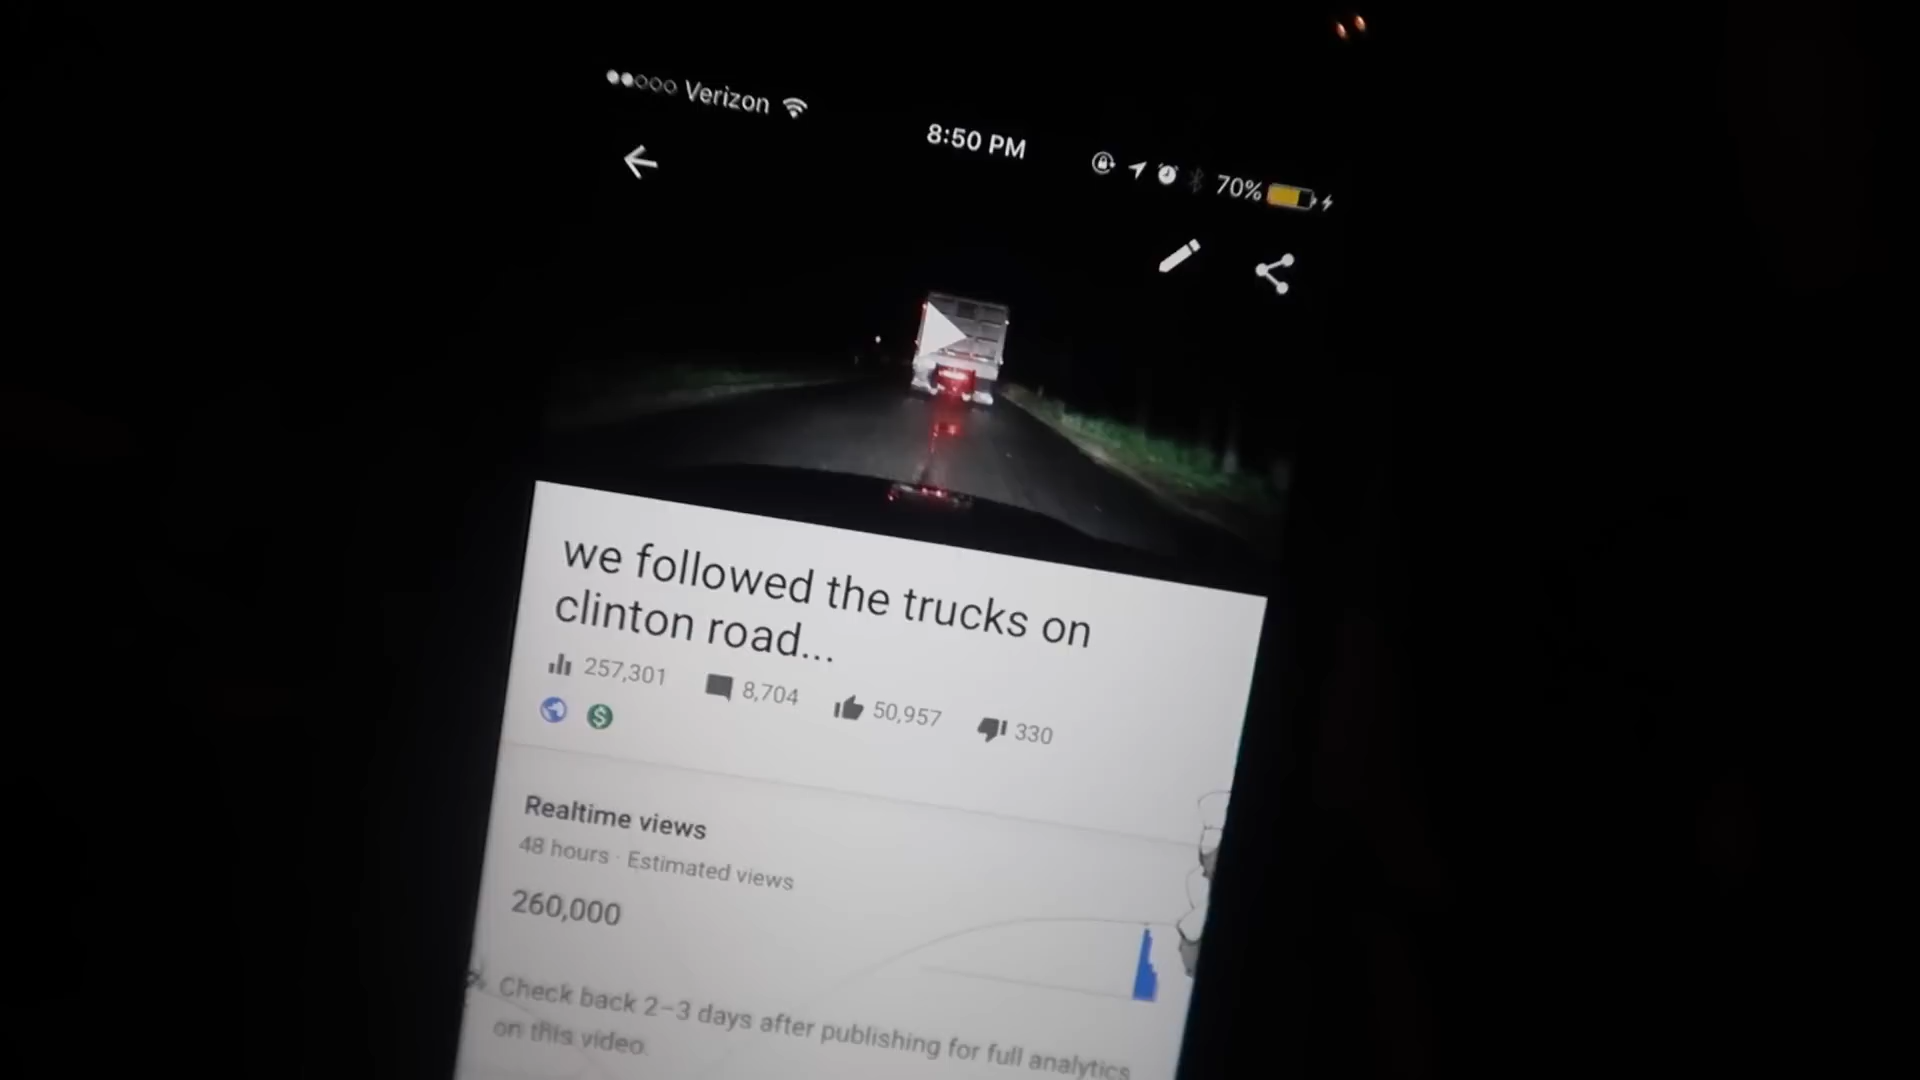 Verizon
8:50 PM
70%
we followed the trucks on
clinton road...
257,301 8,704 50,957 330
Realtime views
48 hours · Estimated views
260,000
Check back 2–3 days after publishing for full analytics
on this video.